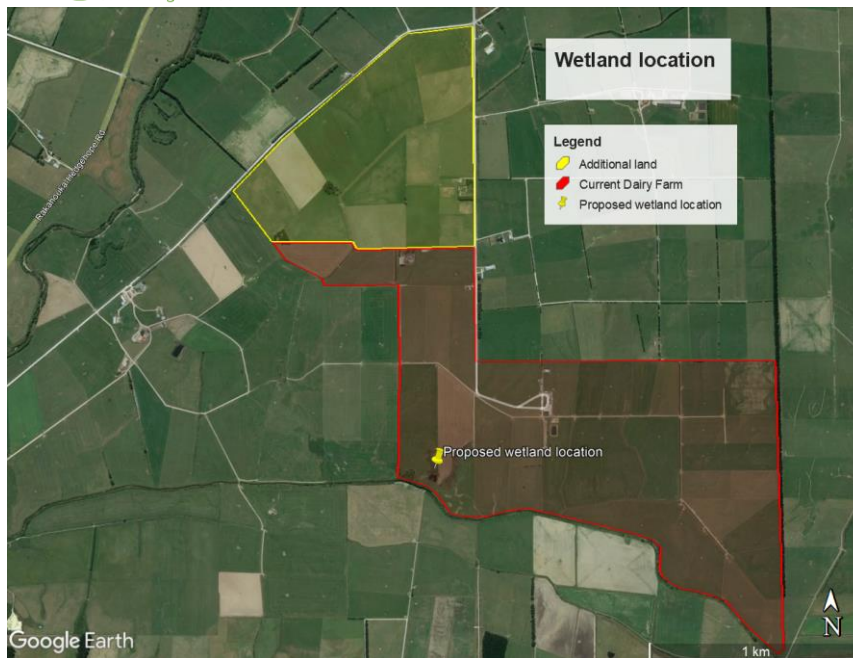 Wetland location
Legend
Additional land
Current Dairy Farm
Proposed wetland location
Proposed wetland location
Google Earth
1 km
N